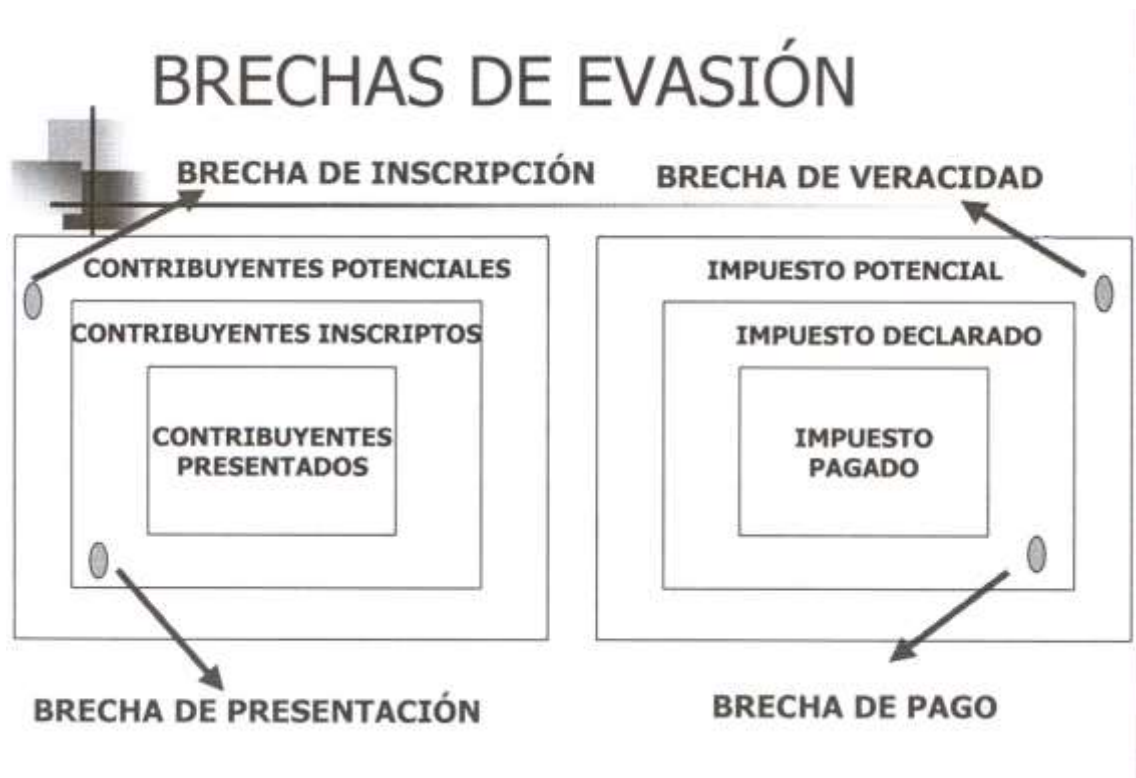 BRECHAS DE EVASIÓN
BRECHA DE INSCRIPCIÓN
BRECHA DE VERACIDAD
CONTRIBUYENTES POTENCIALES
CONTRIBUYENTES INSCRIPTOS
CONTRIBUYENTES
PRESENTADOS
IMPUESTO POTENCIAL
IMPUESTO DECLARADO
IMPUESTO
PAGADO
BRECHA DE PRESENTACIÓN
BRECHA DE PAGO